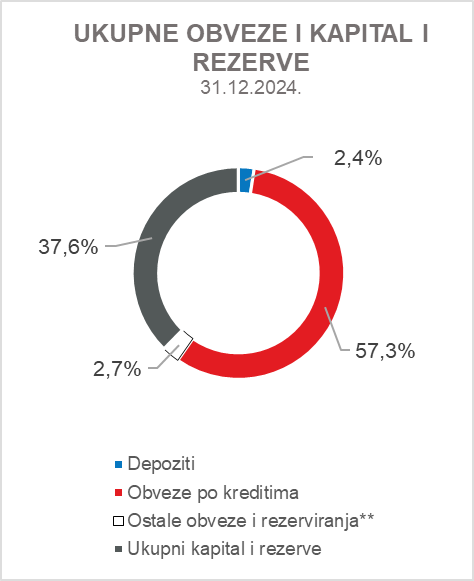 UKUPNE OBVEZE I KAPITAL I
REZERVE
31.12.2024.
2,4%
37,6%
57,3%
2,7%
Depoziti
Obveze po kreditima
Ostale obveze i rezerviranja**
Ukupni kapital i rezerve